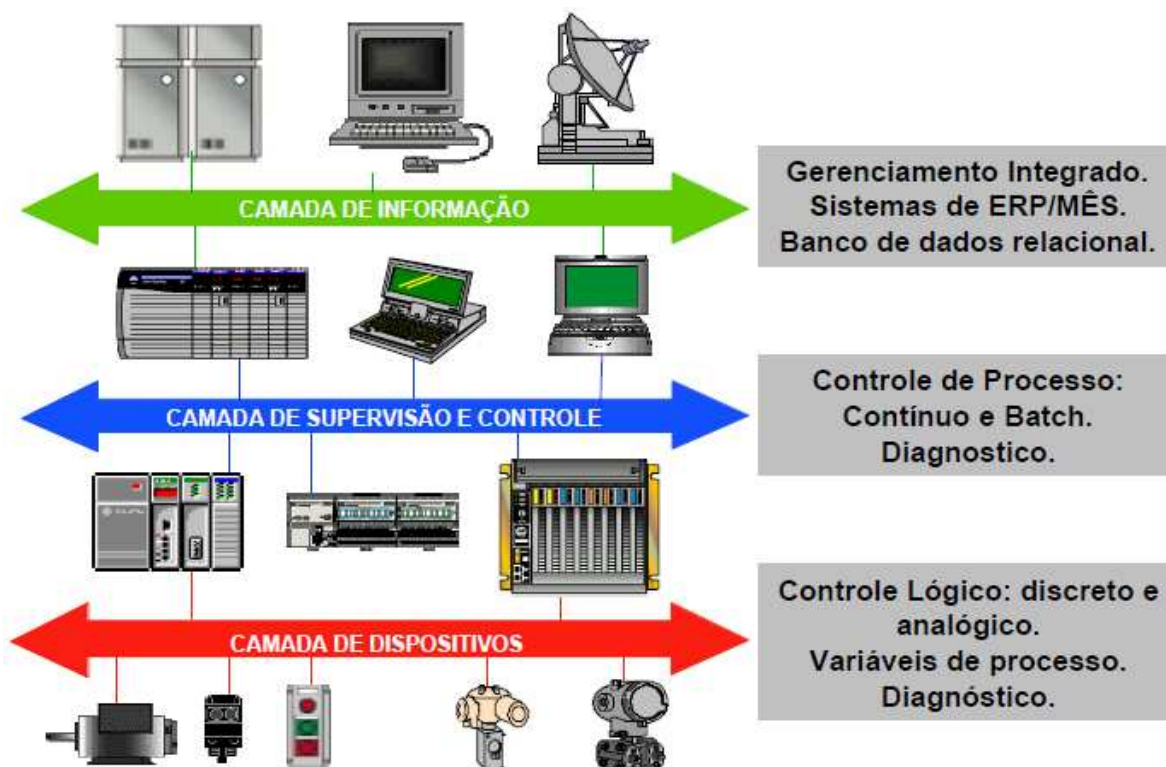 CAMADA DE INFORMAÇÃO
Gerenciamento Integrado.
Sistemas de ERP/MÊS.
Banco de dados relacional.
CAMADA DE SUPERVISÃO E CONTROLE
Controle de Processo:
Contínuo e Batch.
Diagnostico.
CAMADA DE DISPOSITIVOS
Controle Lógico: discreto e
analógico.
Variáveis de processo.
Diagnóstico.